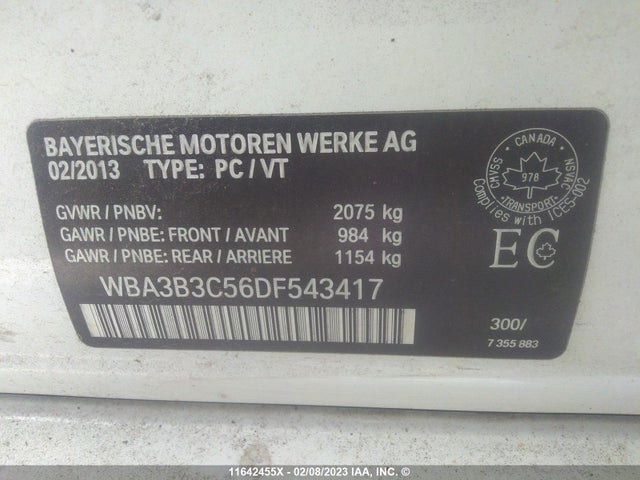 BAYERISCHE MOTOREN WERKE AG
02/2013 TYPE: PC / VT
GVWR / PNBV: 2075 kg
GAWR / PNBE: FRONT / AVANT 984 kg
GAWR / PNBE: REAR / ARRIERE 1154 kg
WBA3B3C56DF543417
CANADA
CMVSS
NSVAC
978
TRANSPORT
Complies with ICES-002
EC
300/
7 355 883
11642455X - 02/08/2023 IAA, Inc.